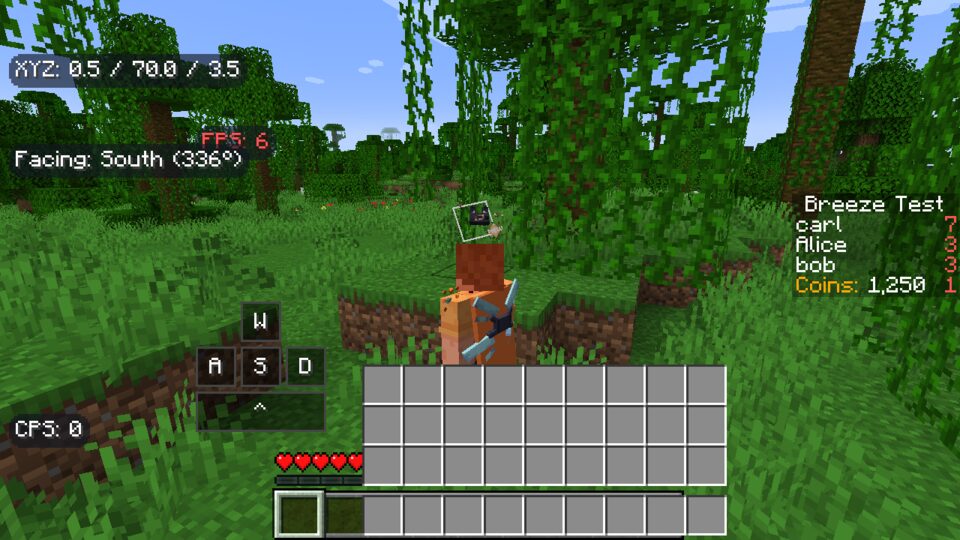 XYZ: 0.5 / 70.0 / 3.5
FPS: 6
Facing: South (336°)
Breeze Test
carl 7
Alice 3
bob 3
Coins: 1,250 1
W
A S D
^
CPS: 0